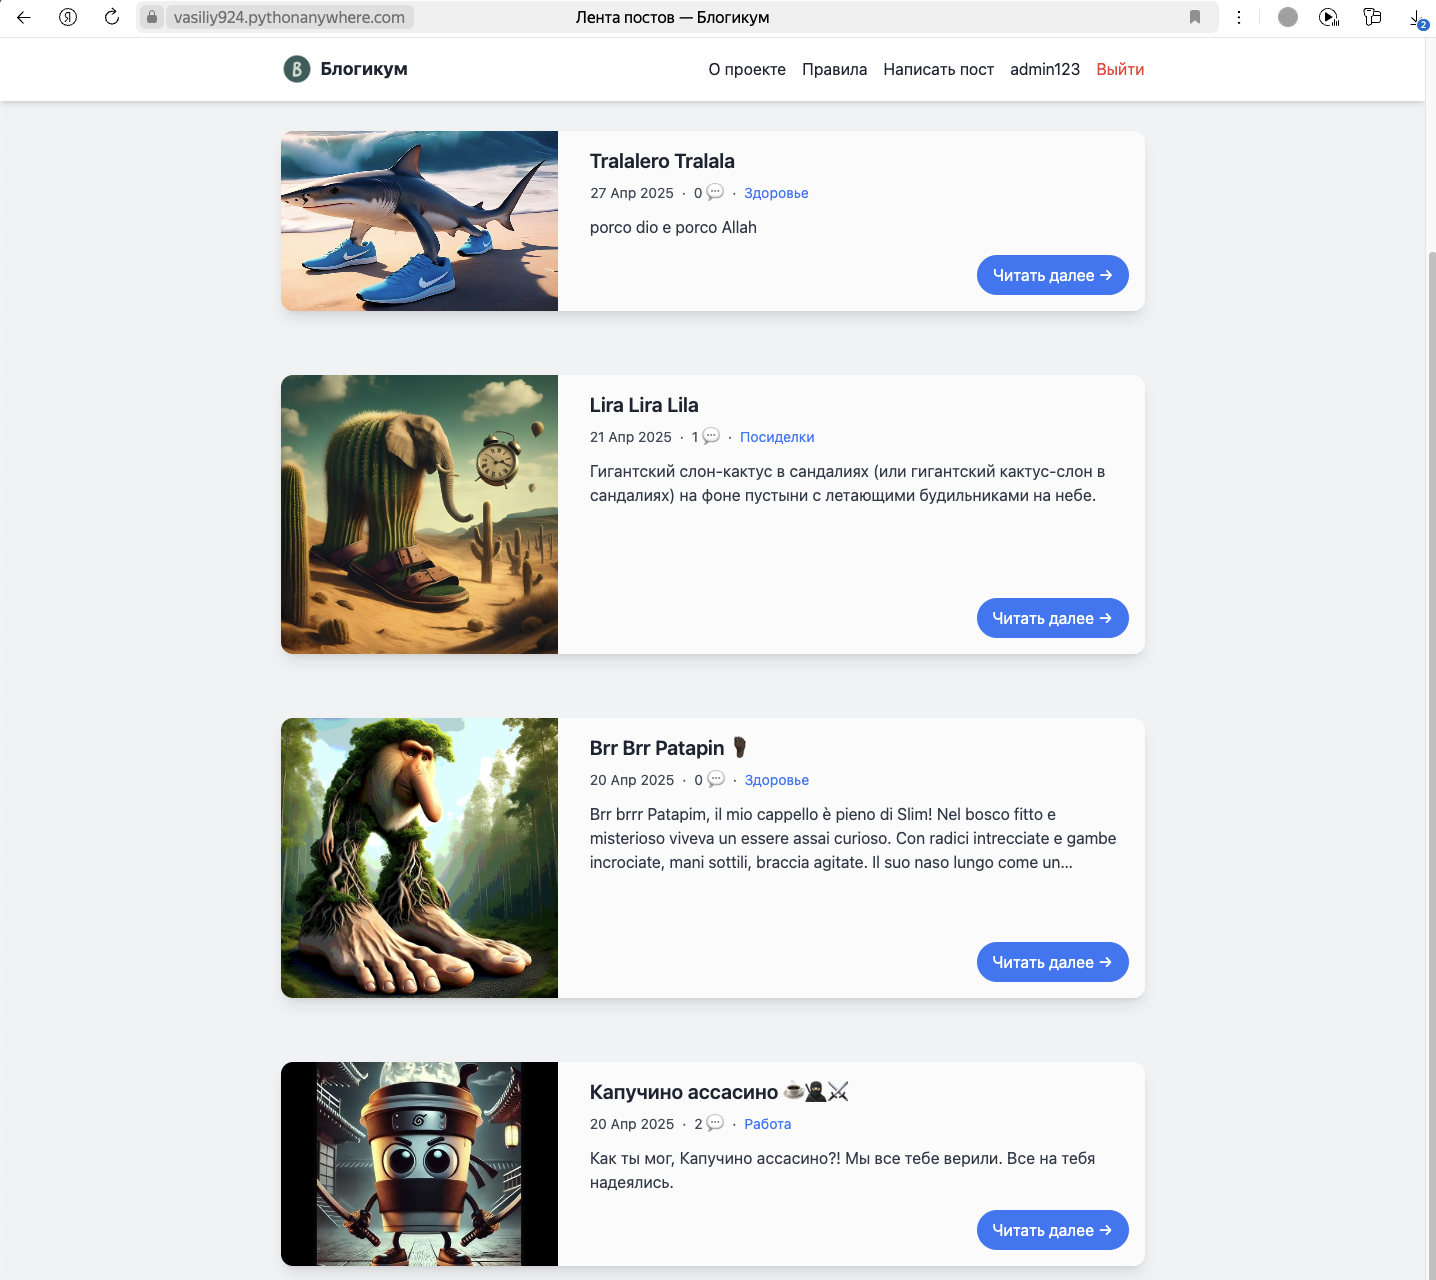 vasiliy924.pythonanywhere.com
Лента постов — Блогикум
2
В Блогикум
О проекте Правила Написать пост admin123 Выйти
Tralalero Tralala
27 Апр 2025 · 0 💬 · Здоровье
porco dio e porco Allah
Читать далее →
Lira Lira Lila
21 Апр 2025 · 1 💬 · Посиделки
Гигантский слон-кактус в сандалиях (или гигантский кактус-слон в
сандалиях) на фоне пустыни с летающими будильниками на небе.
Читать далее →
Brr Brr Patapin
20 Апр 2025 · 0 💬 · Здоровье
Brr brrr Patapim, il mio cappello è pieno di Slim! Nel bosco fitto e
misterioso viveva un essere assai curioso. Con radici intrecciate e gambe
incrociate, mani sottili, braccia agitate. Il suo naso lungo come un...
Читать далее →
Капучино ассасино ☕🥷⚔
20 Апр 2025 · 2 💬 · Работа
Как ты мог, Капучино ассасино?! Мы все тебе верили. Все на тебя
надеялись.
Читать далее →